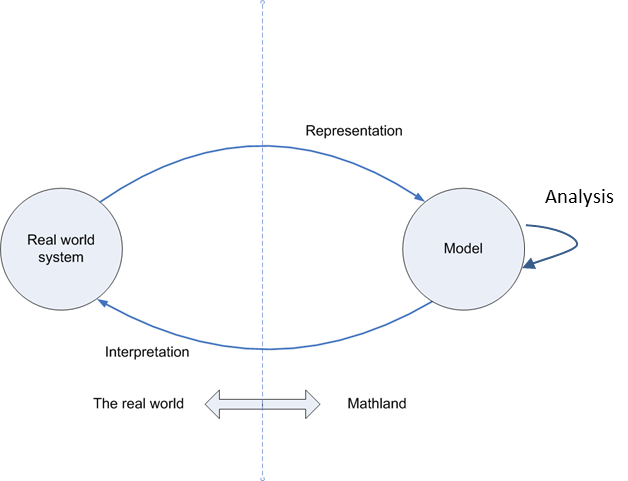 Representation
Analysis
Real world
system
Model
Interpretation
The real world
Mathland